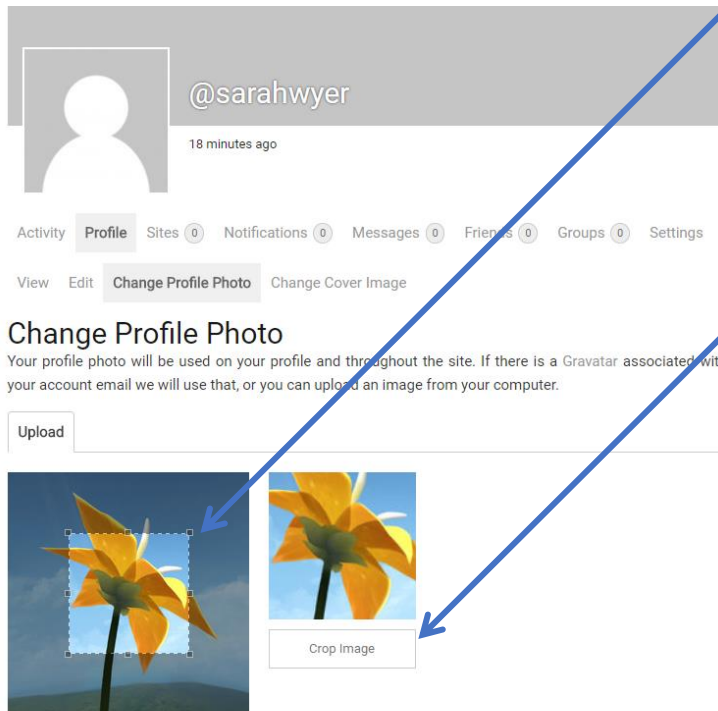 @sarahwyer
18 minutes ago
Activity Profile Sites 0 Notifications 0 Messages 0 Friends 0 Groups 0 Settings
View Edit Change Profile Photo Change Cover Image
Change Profile Photo
Your profile photo will be used on your profile and throughout the site. If there is a Gravatar associated wit
your account email we will use that, or you can upload an image from your computer.
Upload
Crop Image